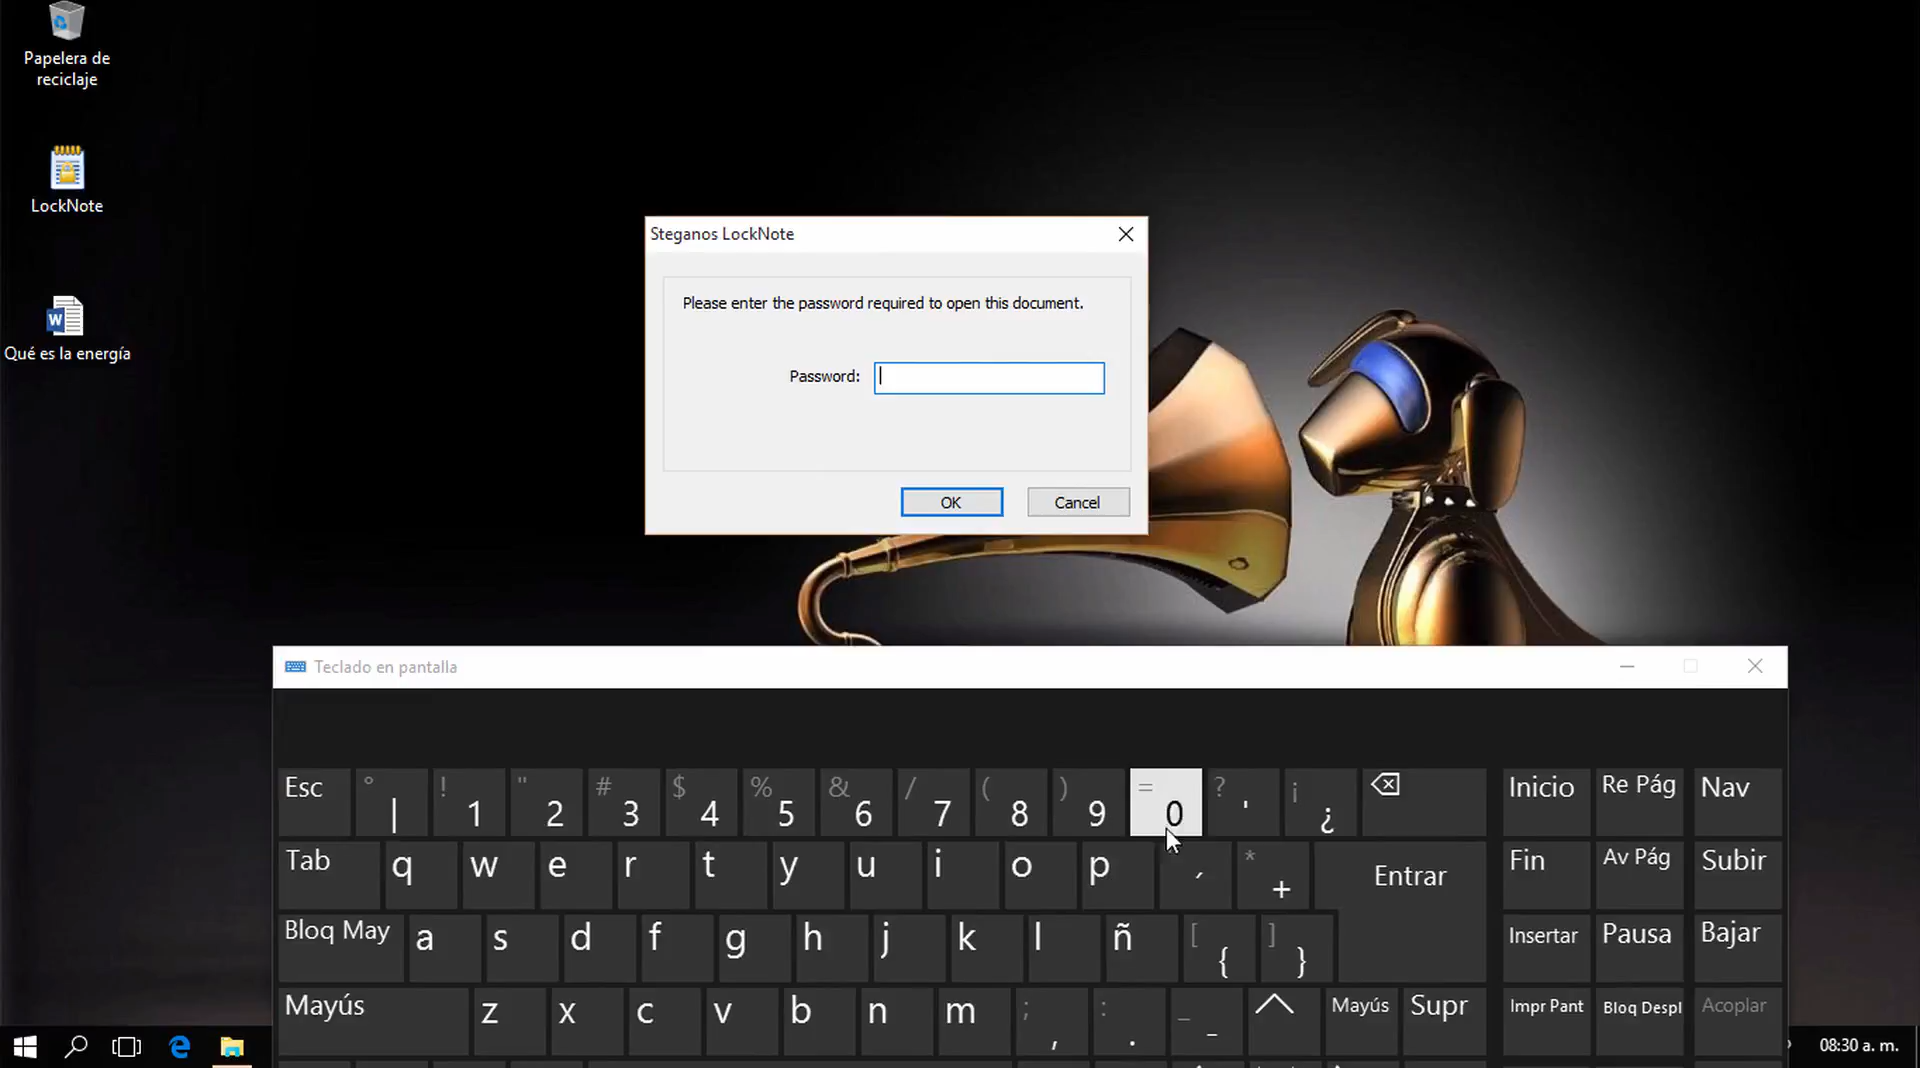 Papelera de
reciclaje
LockNote
Qué es la energía
Steganos LockNote
Please enter the password required to open this document.
Password:
OK
Cancel
Teclado en pantalla
Esc ° | ! 1 " 2 # 3 $ 4 % 5 & 6 / 7 ( 8 ) 9 = 0 ? ' ¡ ¿ Inicio Re Pág Nav
Tab q w e r t y u i o p ´ * + Entrar Fin Av Pág Subir
Bloq May a s d f g h j k l ñ [ { ] } Insertar Pausa Bajar
Mayús z x c v b n m ; , : . _ - Mayús Supr Impr Pant Bloq Despl Acoplar
08:30 a. m.